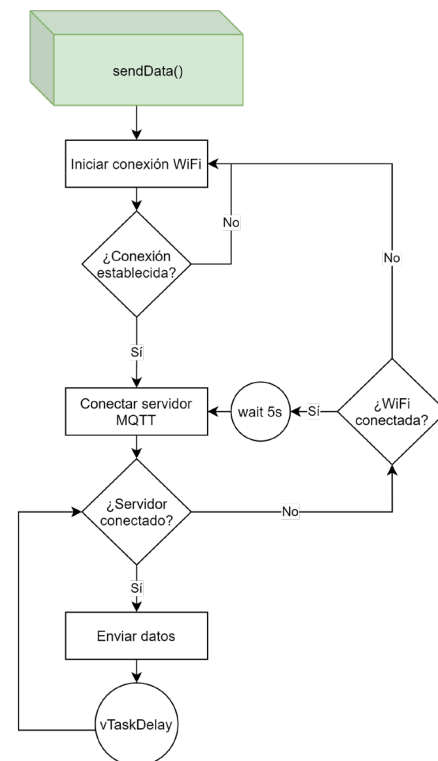 sendData()
Iniciar conexión WiFi
No
¿Conexión
establecida?
No
Sí
Conectar servidor
MQTT
wait 5s
Sí
¿WiFi
conectada?
¿Servidor
conectado?
No
Sí
Enviar datos
vTaskDelay